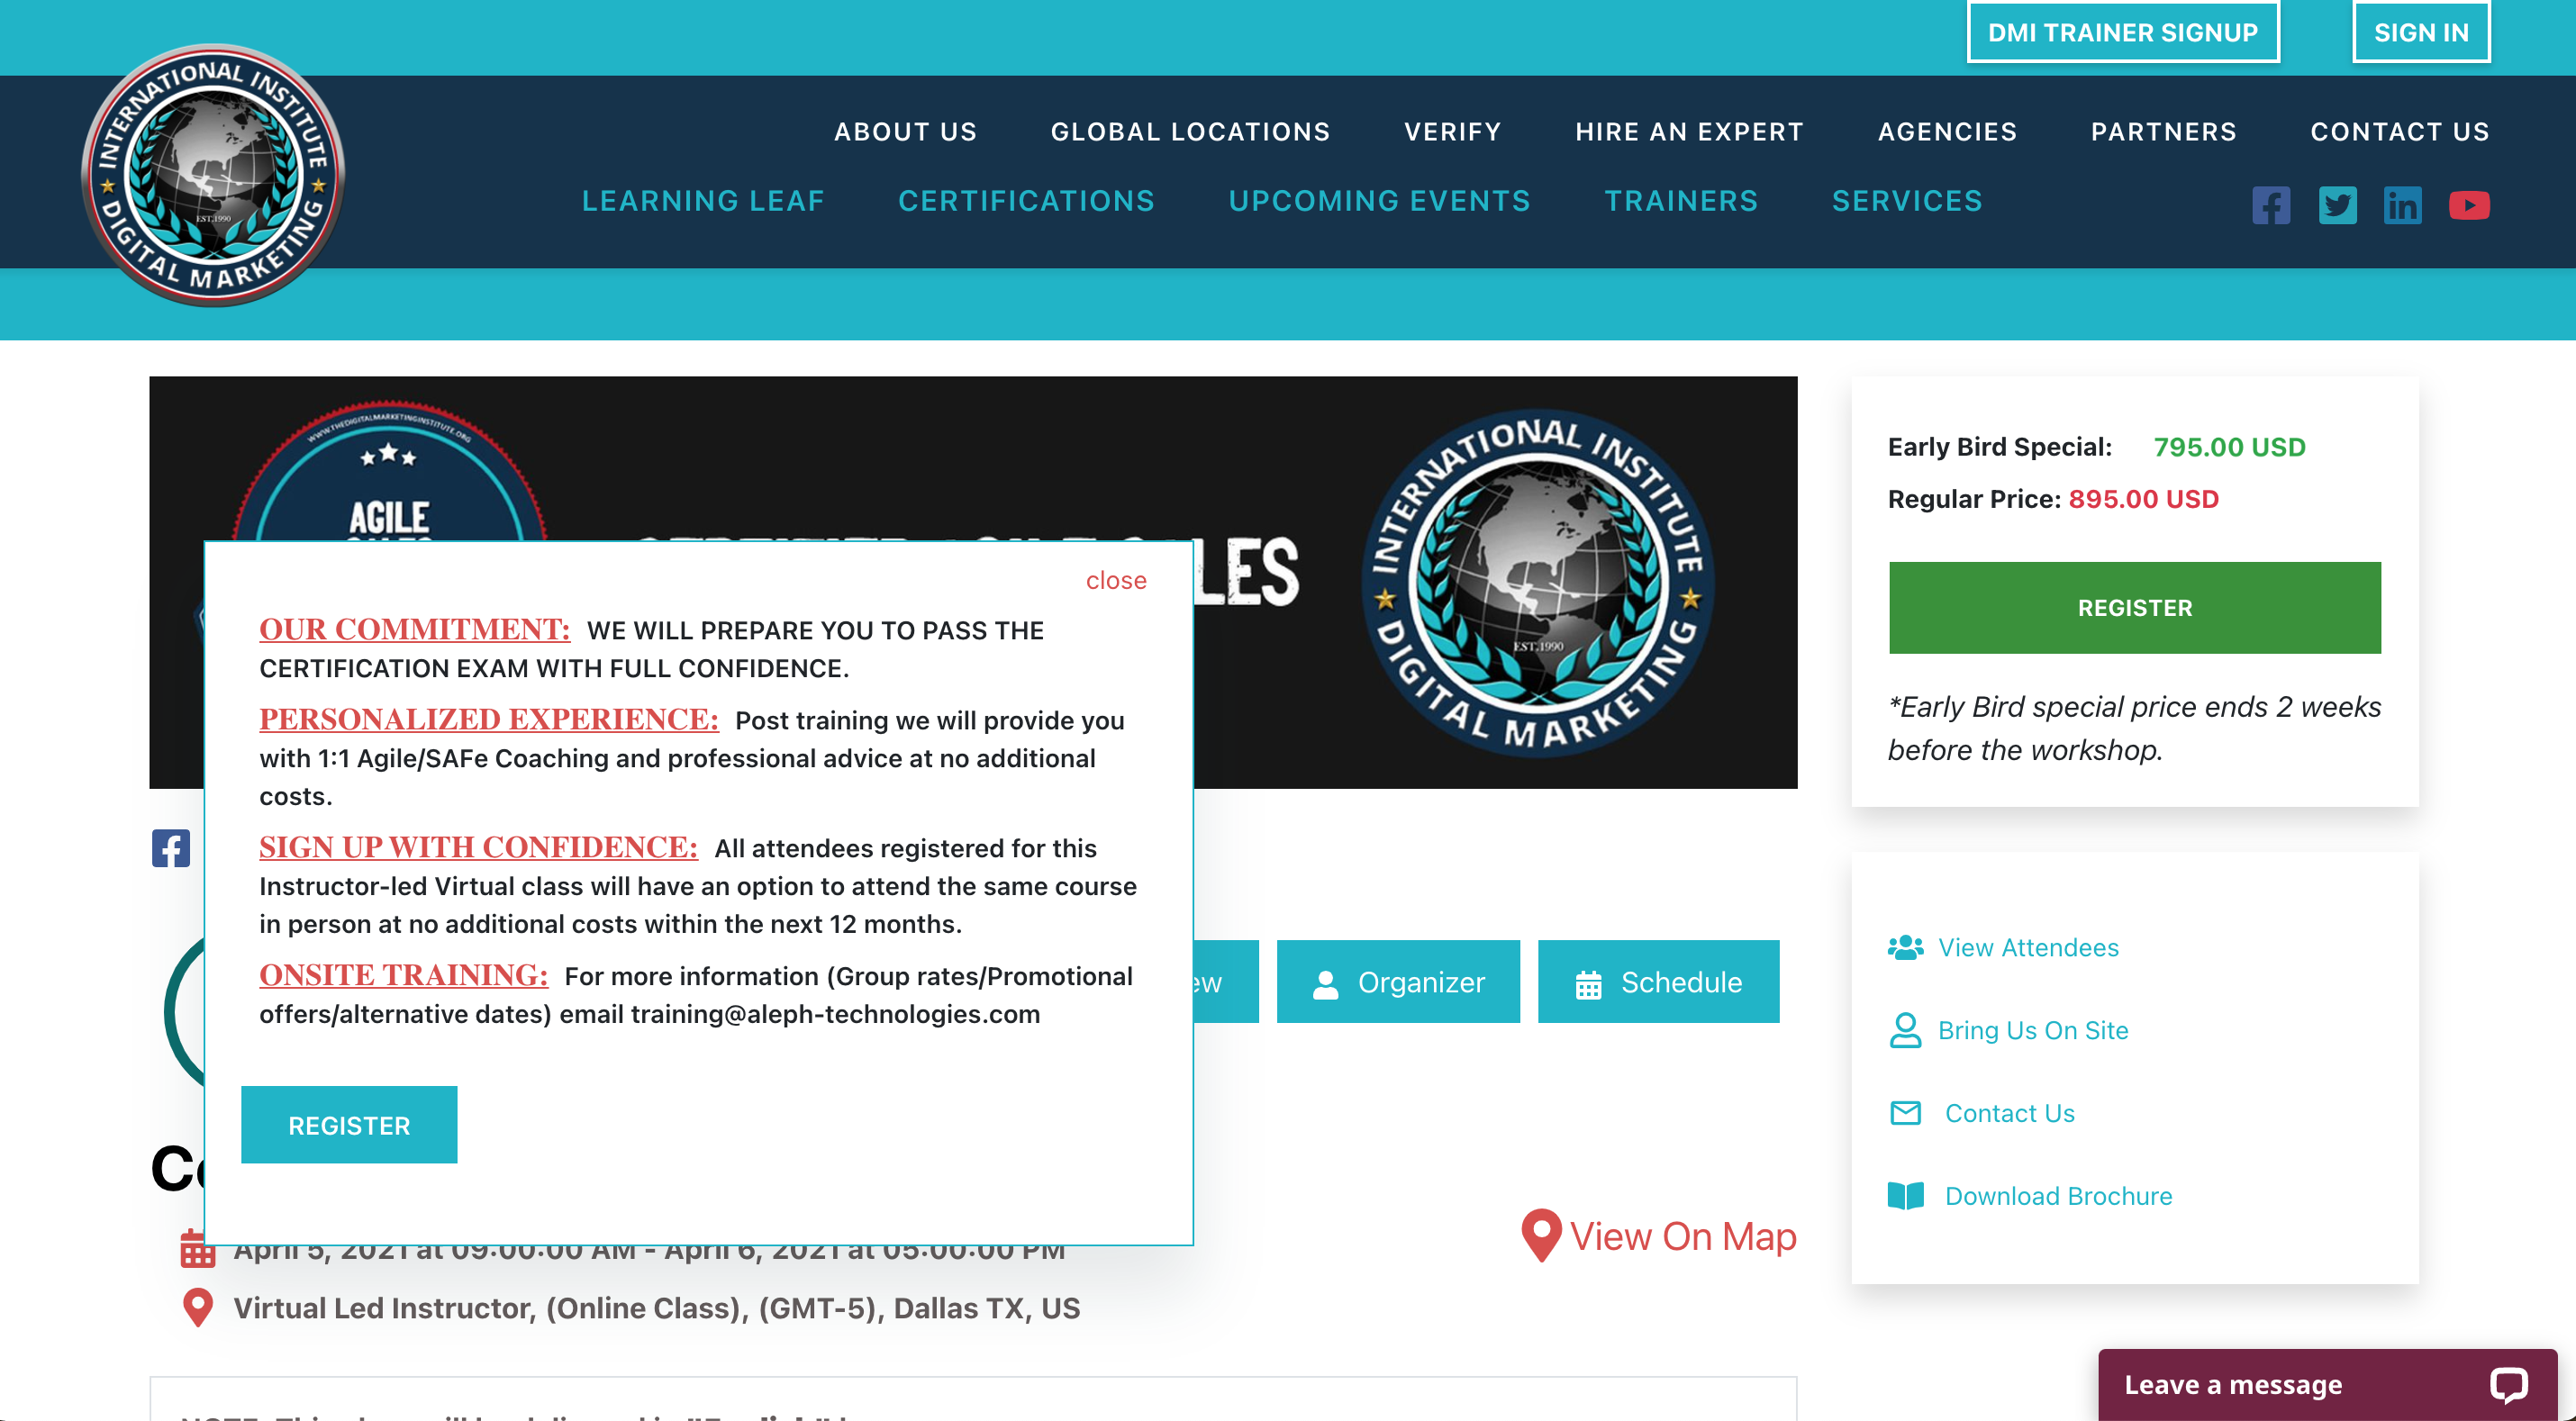 DMI TRAINER SIGNUP
SIGN IN
INTERNATIONAL INSTITUTE
EST.1990
DIGITAL MARKETING
ABOUT US
GLOBAL LOCATIONS
VERIFY
HIRE AN EXPERT
AGENCIES
PARTNERS
CONTACT US
LEARNING LEAF
CERTIFICATIONS
UPCOMING EVENTS
TRAINERS
SERVICES
WWW.THEDIGITALMARKETINGINSTITUTE.ORG
AGILE
INTERNATIONAL INSTITUTE
EST.1990
DIGITAL MARKETING
close
OUR COMMITMENT: WE WILL PREPARE YOU TO PASS THE
CERTIFICATION EXAM WITH FULL CONFIDENCE.
PERSONALIZED EXPERIENCE: Post training we will provide you
with 1:1 Agile/SAFe Coaching and professional advice at no additional
costs.
SIGN UP WITH CONFIDENCE: All attendees registered for this
Instructor-led Virtual class will have an option to attend the same course
in person at no additional costs within the next 12 months.
ONSITE TRAINING: For more information (Group rates/Promotional
offers/alternative dates) email training@aleph-technologies.com
REGISTER
Organizer
Schedule
View On Map
April 5, 2021 at 09:00:00 AM - April 6, 2021 at 05:00:00 PM
Virtual Led Instructor, (Online Class), (GMT-5), Dallas TX, US
Early Bird Special: 795.00 USD
Regular Price: 895.00 USD
REGISTER
*Early Bird special price ends 2 weeks
before the workshop.
View Attendees
Bring Us On Site
Contact Us
Download Brochure
Leave a message